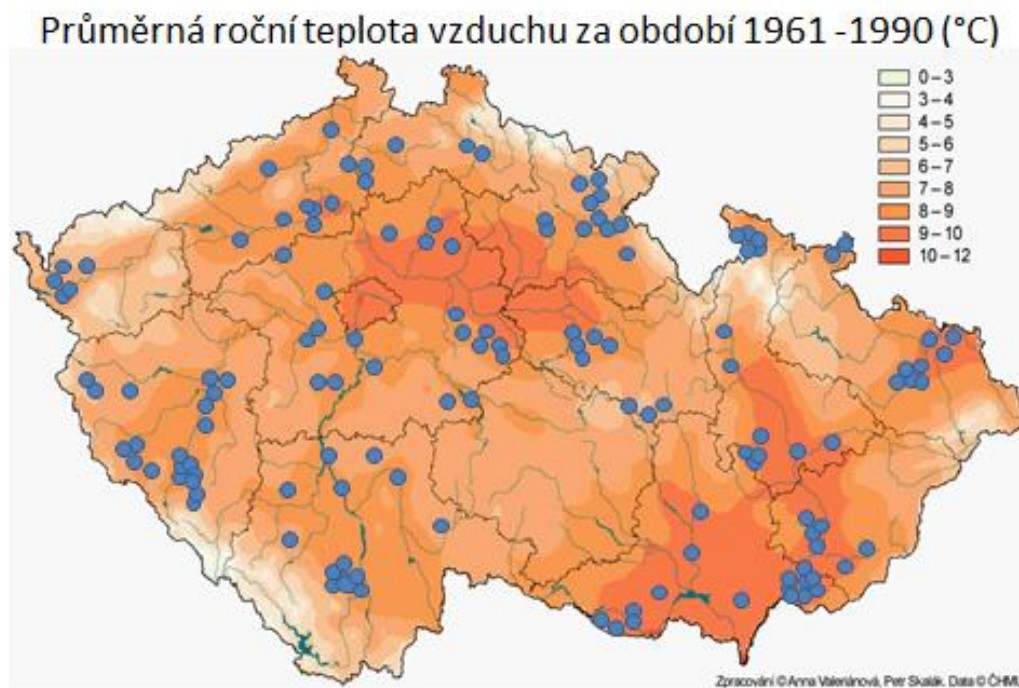 Průměrná roční teplota vzduchu za období 1961 -1990 (°C)
0 – 3
3 – 4
4 – 5
5 – 6
6 – 7
7 – 8
8 – 9
9 – 10
10 – 12
Zpracování © Anna Valeriánová, Petr Skalák. Data © ČHMÚ